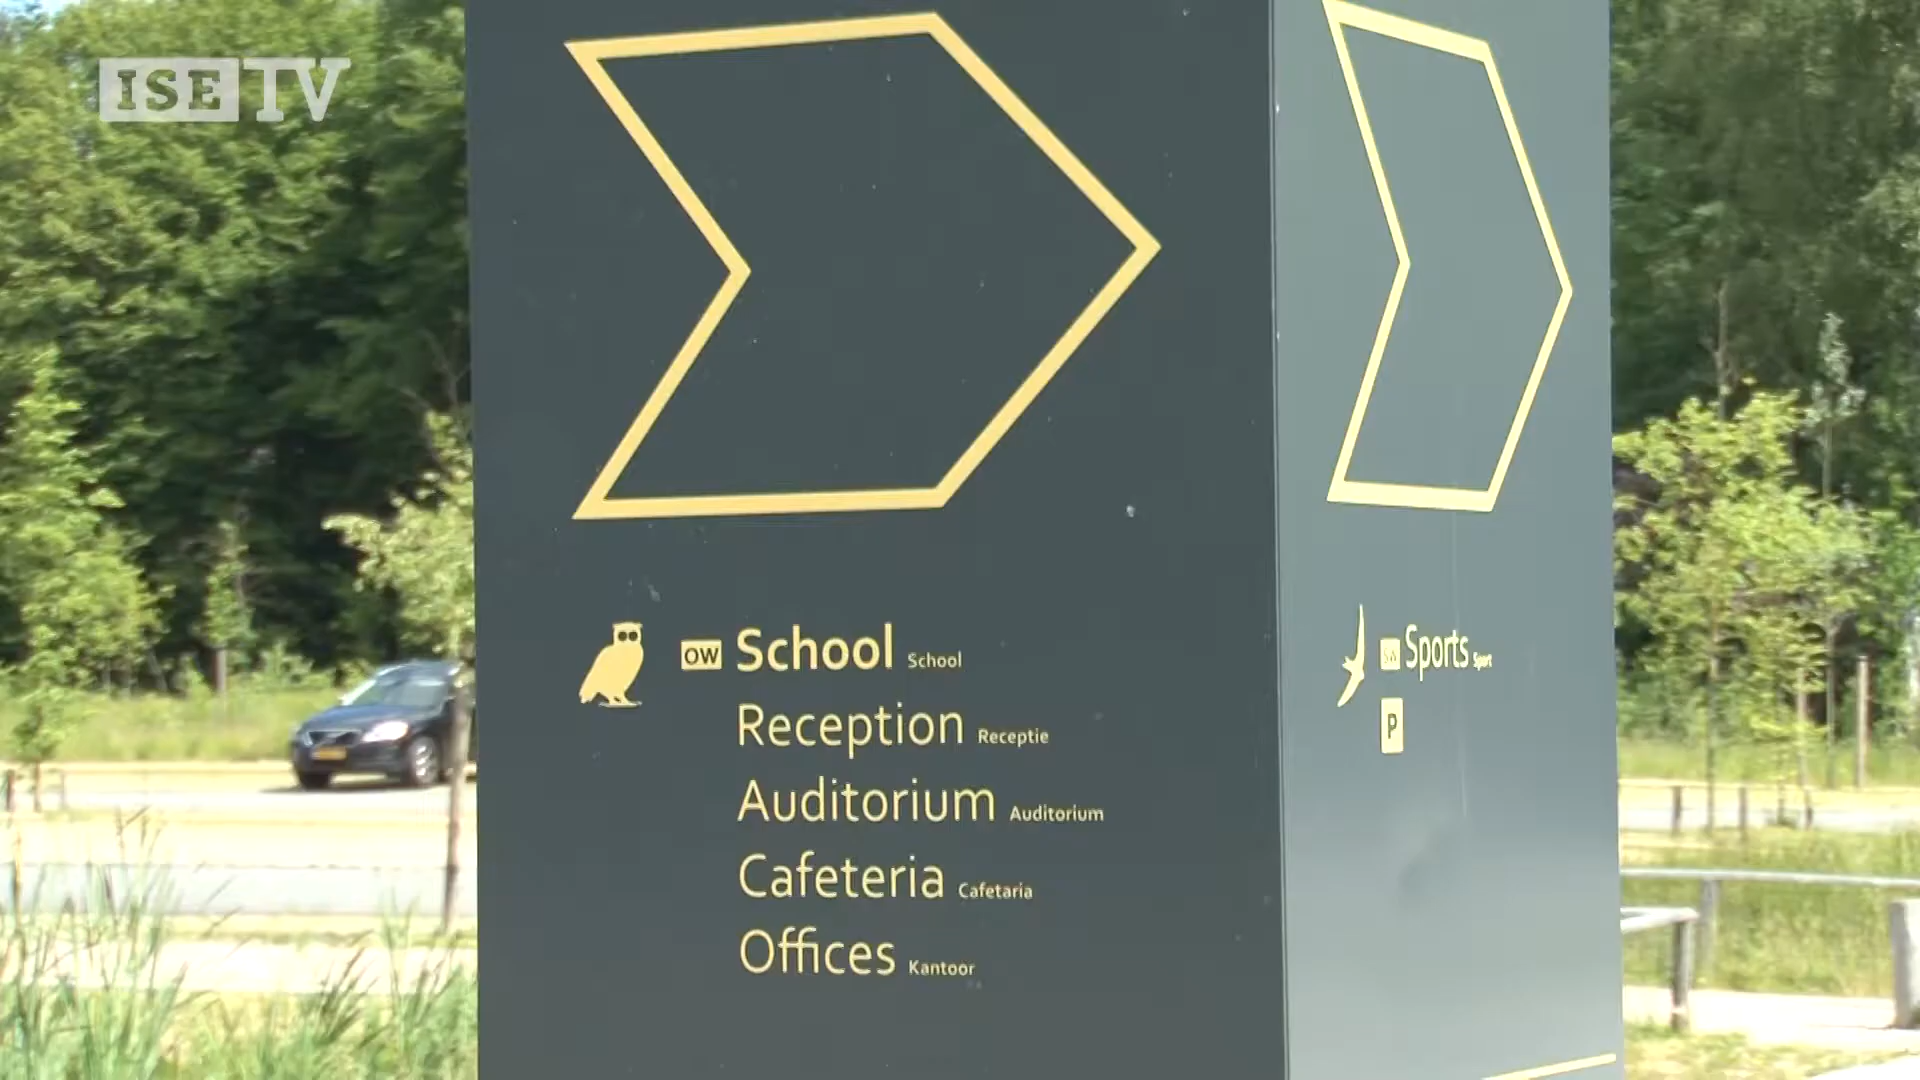 ISE TV
OW School School
Reception Receptie
Auditorium Auditorium
Cafeteria Cafetaria
Offices Kantoor
Sports Sport
P